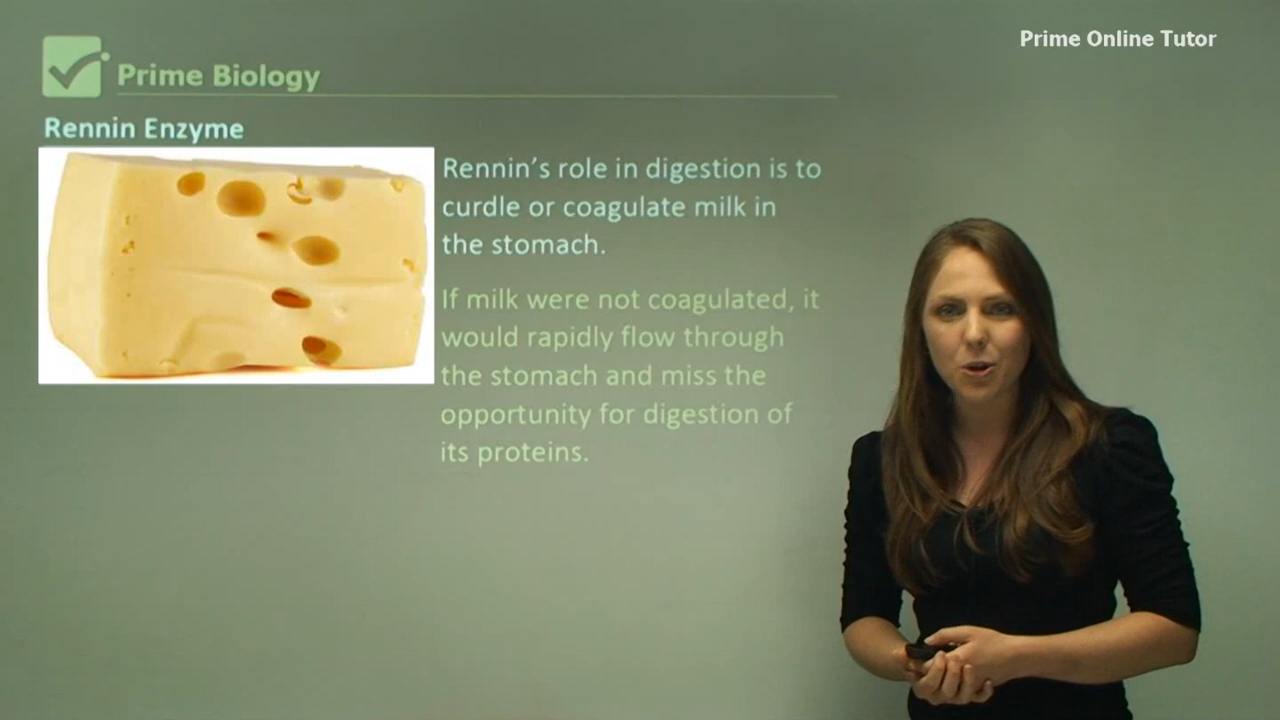 Prime Online Tutor
Prime Biology
Rennin Enzyme
Rennin’s role in digestion is to
curdle or coagulate milk in
the stomach.
If milk were not coagulated, it
would rapidly flow through
the stomach and miss the
opportunity for digestion of
its proteins.